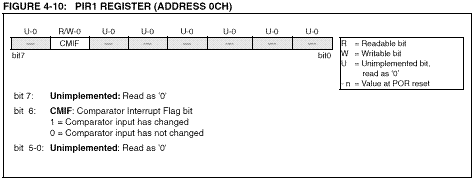 FIGURE 4-10: PIR1 REGISTER (ADDRESS 0CH)
U-0 R/W-0 U-0 U-0 U-0 U-0 U-0 U-0
— CMIF — — — — — —
bit7 bit0
R = Readable bit
W = Writable bit
U = Unimplemented bit,
read as '0'
- n = Value at POR reset
bit 7: Unimplemented: Read as '0'
bit 6: CMIF: Comparator Interrupt Flag bit
1 = Comparator input has changed
0 = Comparator input has not changed
bit 5-0: Unimplemented: Read as '0'